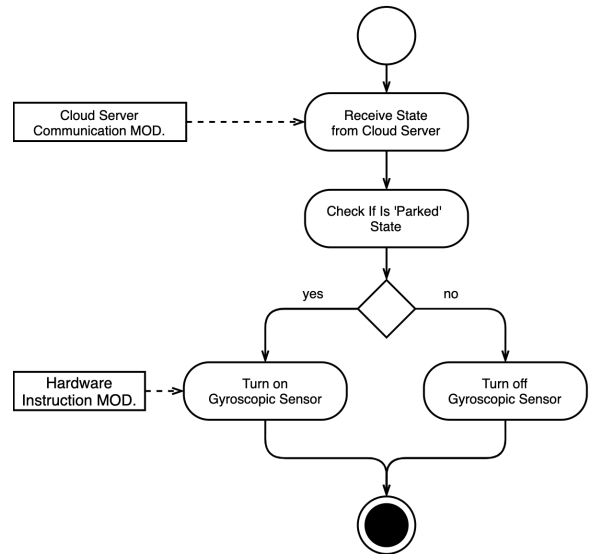 Cloud Server
Communication MOD.
Receive State
from Cloud Server
Check If Is 'Parked'
State
yes
no
Hardware
Instruction MOD.
Turn on
Gyroscopic Sensor
Turn off
Gyroscopic Sensor